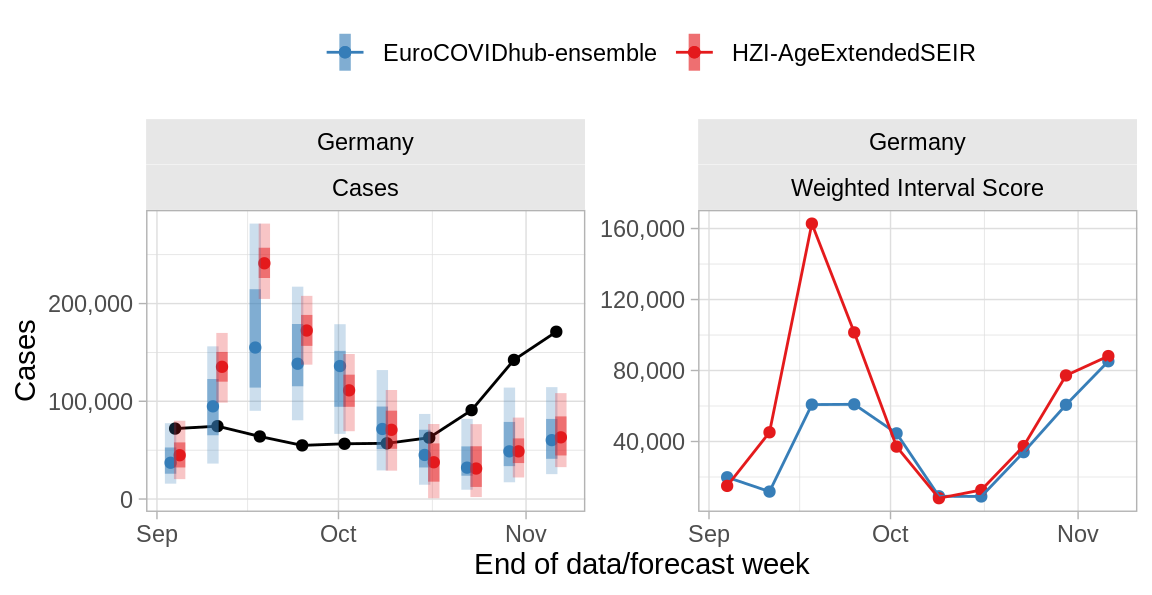 EuroCOVIDhub-ensemble HZI-AgeExtendedSEIR
Germany
Cases
Cases
200,000
100,000
0
Sep Oct Nov
Germany
Weighted Interval Score
160,000
120,000
80,000
40,000
Sep Oct Nov
End of data/forecast week